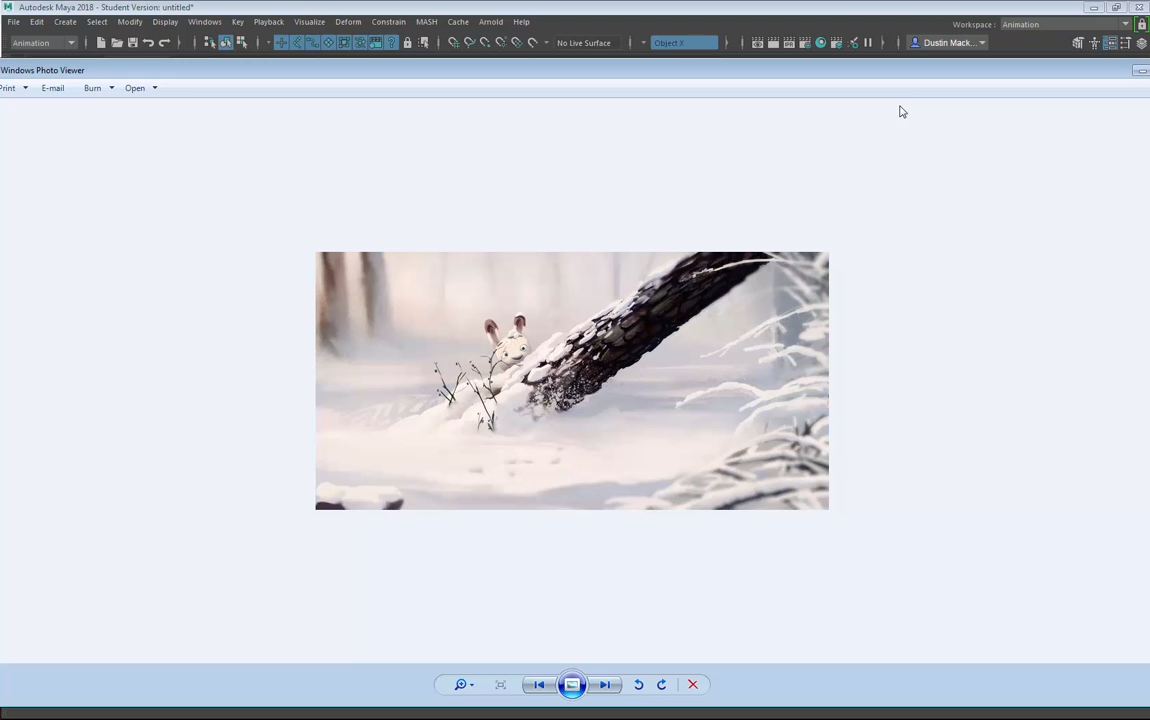 Autodesk Maya 2018 - Student Version: untitled*
File Edit Create Select Modify Display Windows Key Playback Visualize Deform Constrain MASH Cache Arnold Help
Workspace : Animation
Animation No Live Surface Object X Dustin Mack...
Windows Photo Viewer
Print E-mail Burn Open